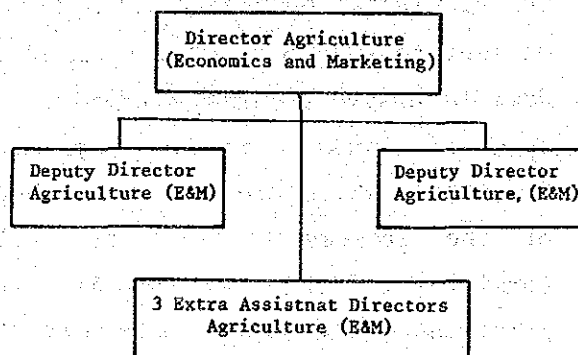 Director Agriculture
(Economics and Marketing)
Deputy Director
Agriculture (E&M)
Deputy Director
Agriculture, (E&M)
3 Extra Assistnat Directors
Agriculture (E&M)